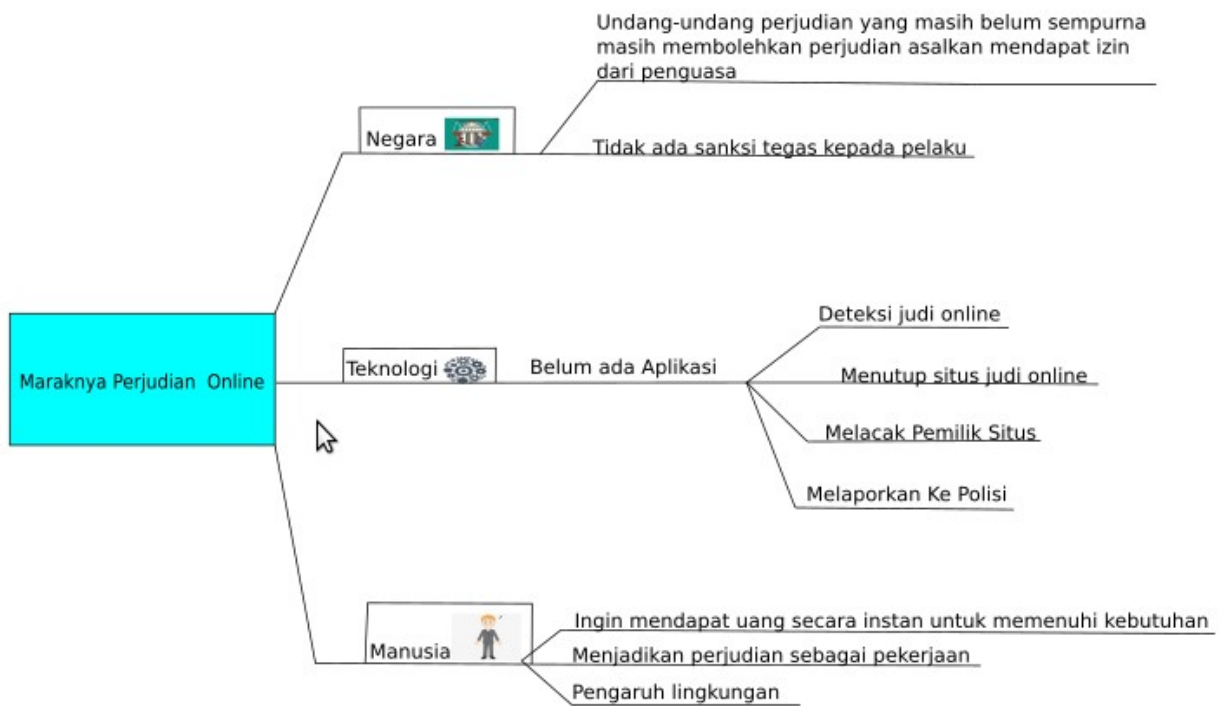 Undang-undang perjudian yang masih belum sempurna
masih membolehkan perjudian asalkan mendapat izin
dari penguasa
Negara
Tidak ada sanksi tegas kepada pelaku
Maraknya Perjudian  Online
Teknologi
Belum ada Aplikasi
Deteksi judi online
Menutup situs judi online
Melacak Pemilik Situs
Melaporkan Ke Polisi
Manusia
Ingin mendapat uang secara instan untuk memenuhi kebutuhan
Menjadikan perjudian sebagai pekerjaan
Pengaruh lingkungan